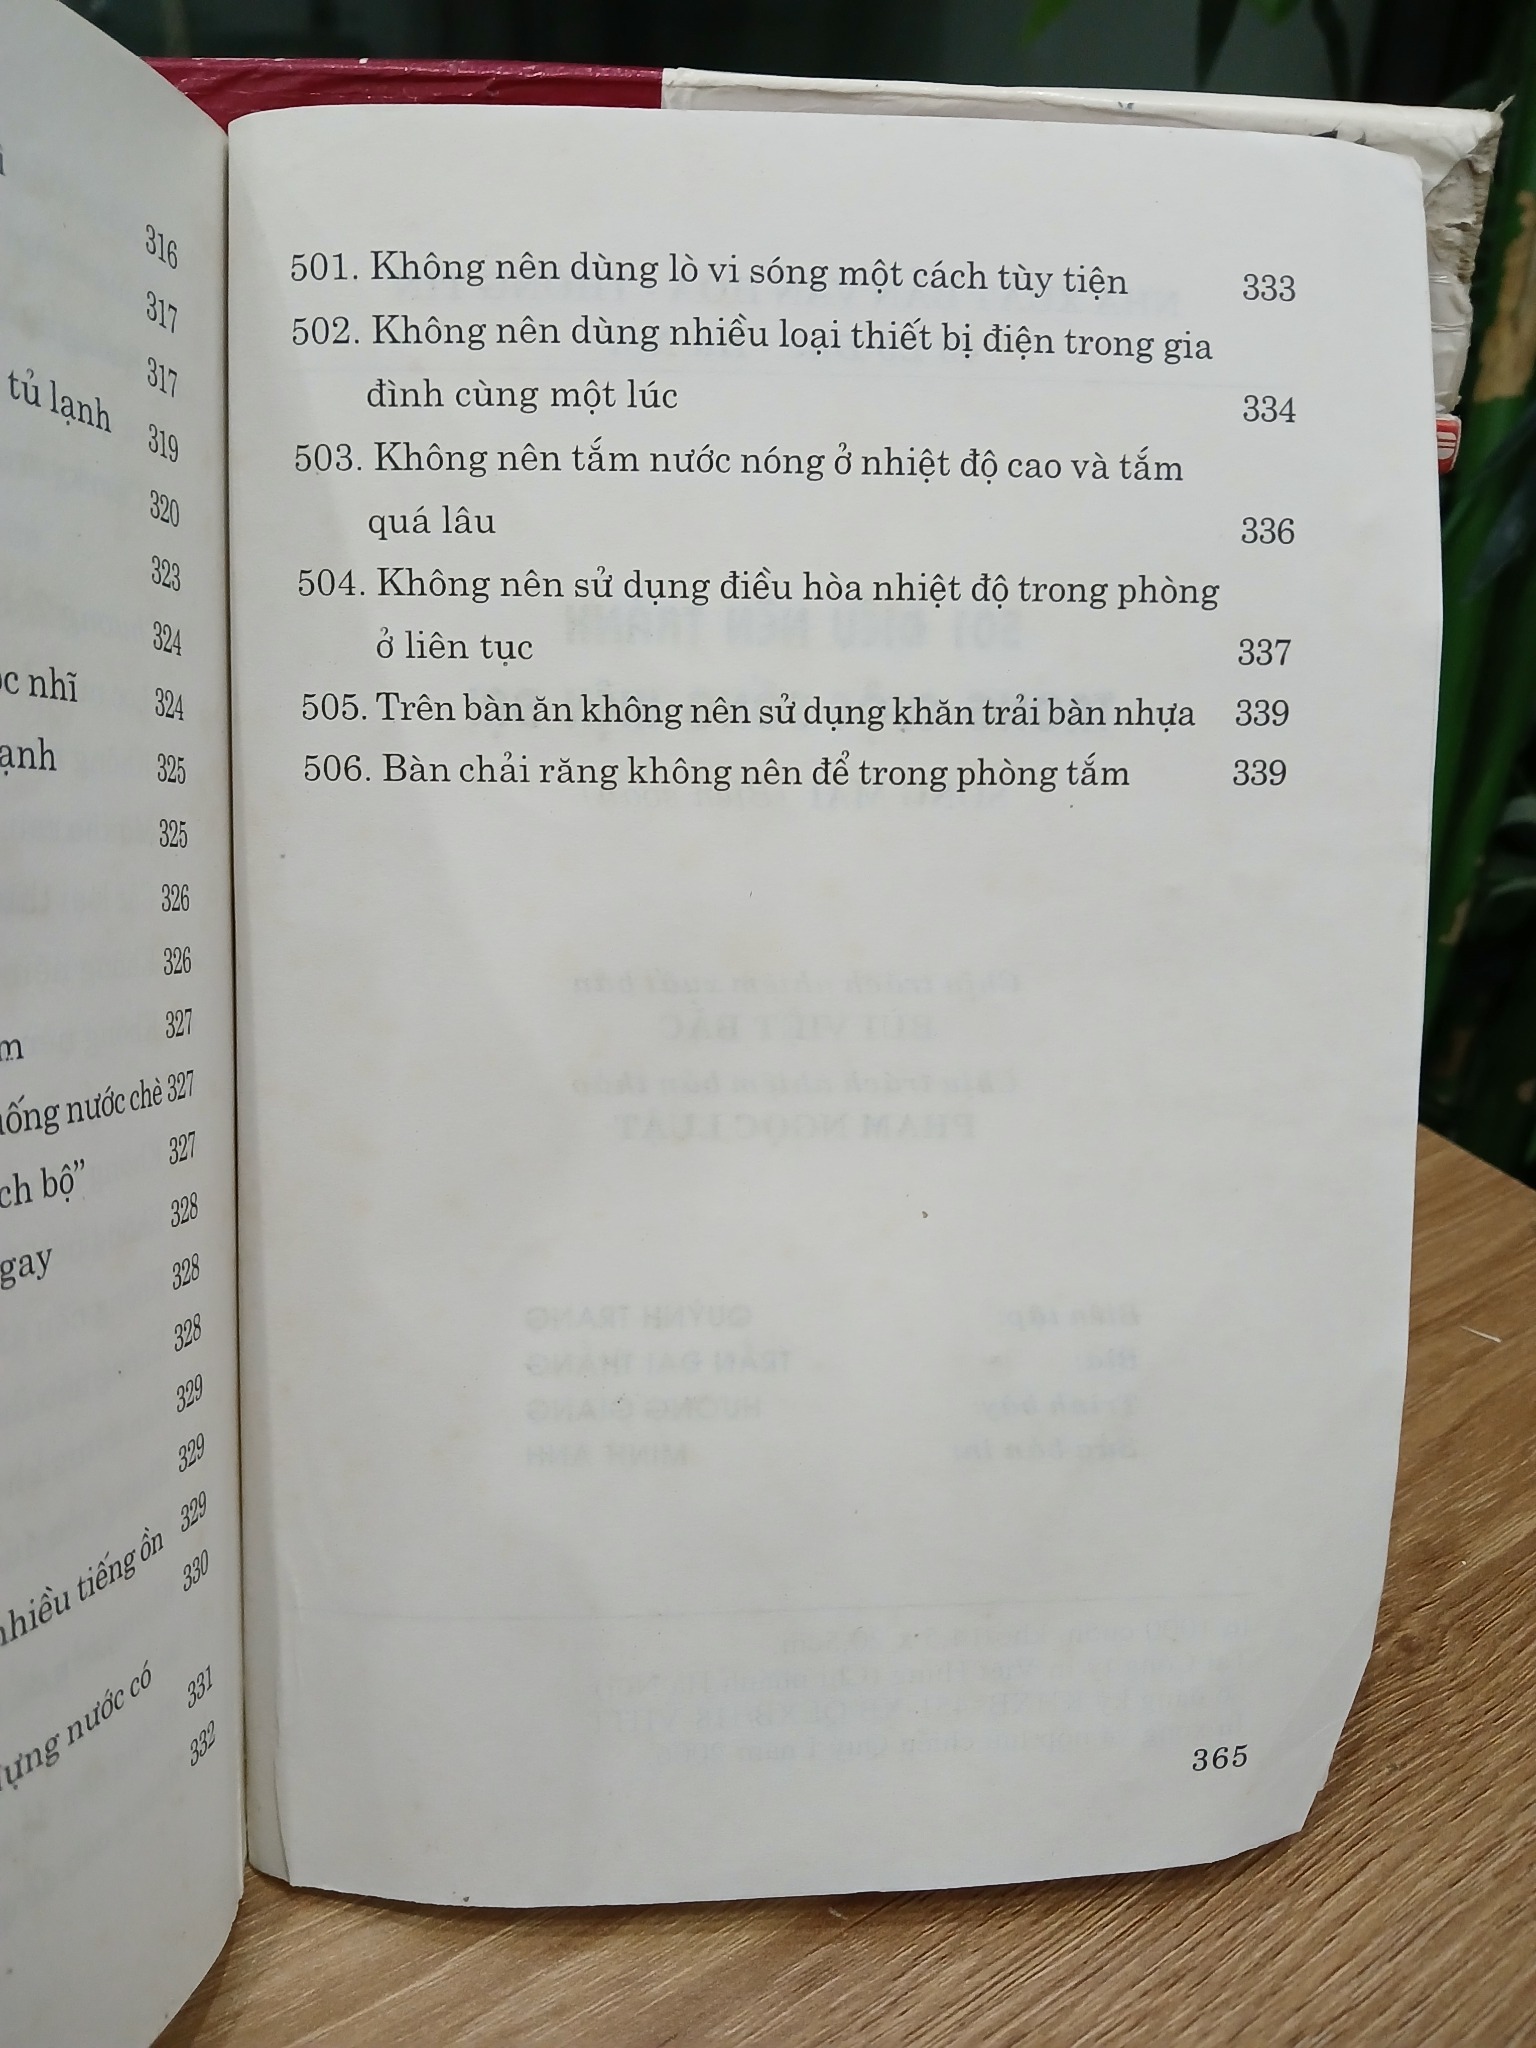 316
317
317
tủ lạnh 319
320
323
324
nhĩ 324
325
325
326
326
327
nước chè 327
bộ” 327
328
328
328
329
329
329
tiếng ồn 330
nước có 331
332
501. Không nên dùng lò vi sóng một cách tùy tiện 333
502. Không nên dùng nhiều loại thiết bị điện trong gia
đình cùng một lúc 334
503. Không nên tắm nước nóng ở nhiệt độ cao và tắm
quá lâu 336
504. Không nên sử dụng điều hòa nhiệt độ trong phòng
ở liên tục 337
505. Trên bàn ăn không nên sử dụng khăn trải bàn nhựa 339
506. Bàn chải răng không nên để trong phòng tắm 339
365